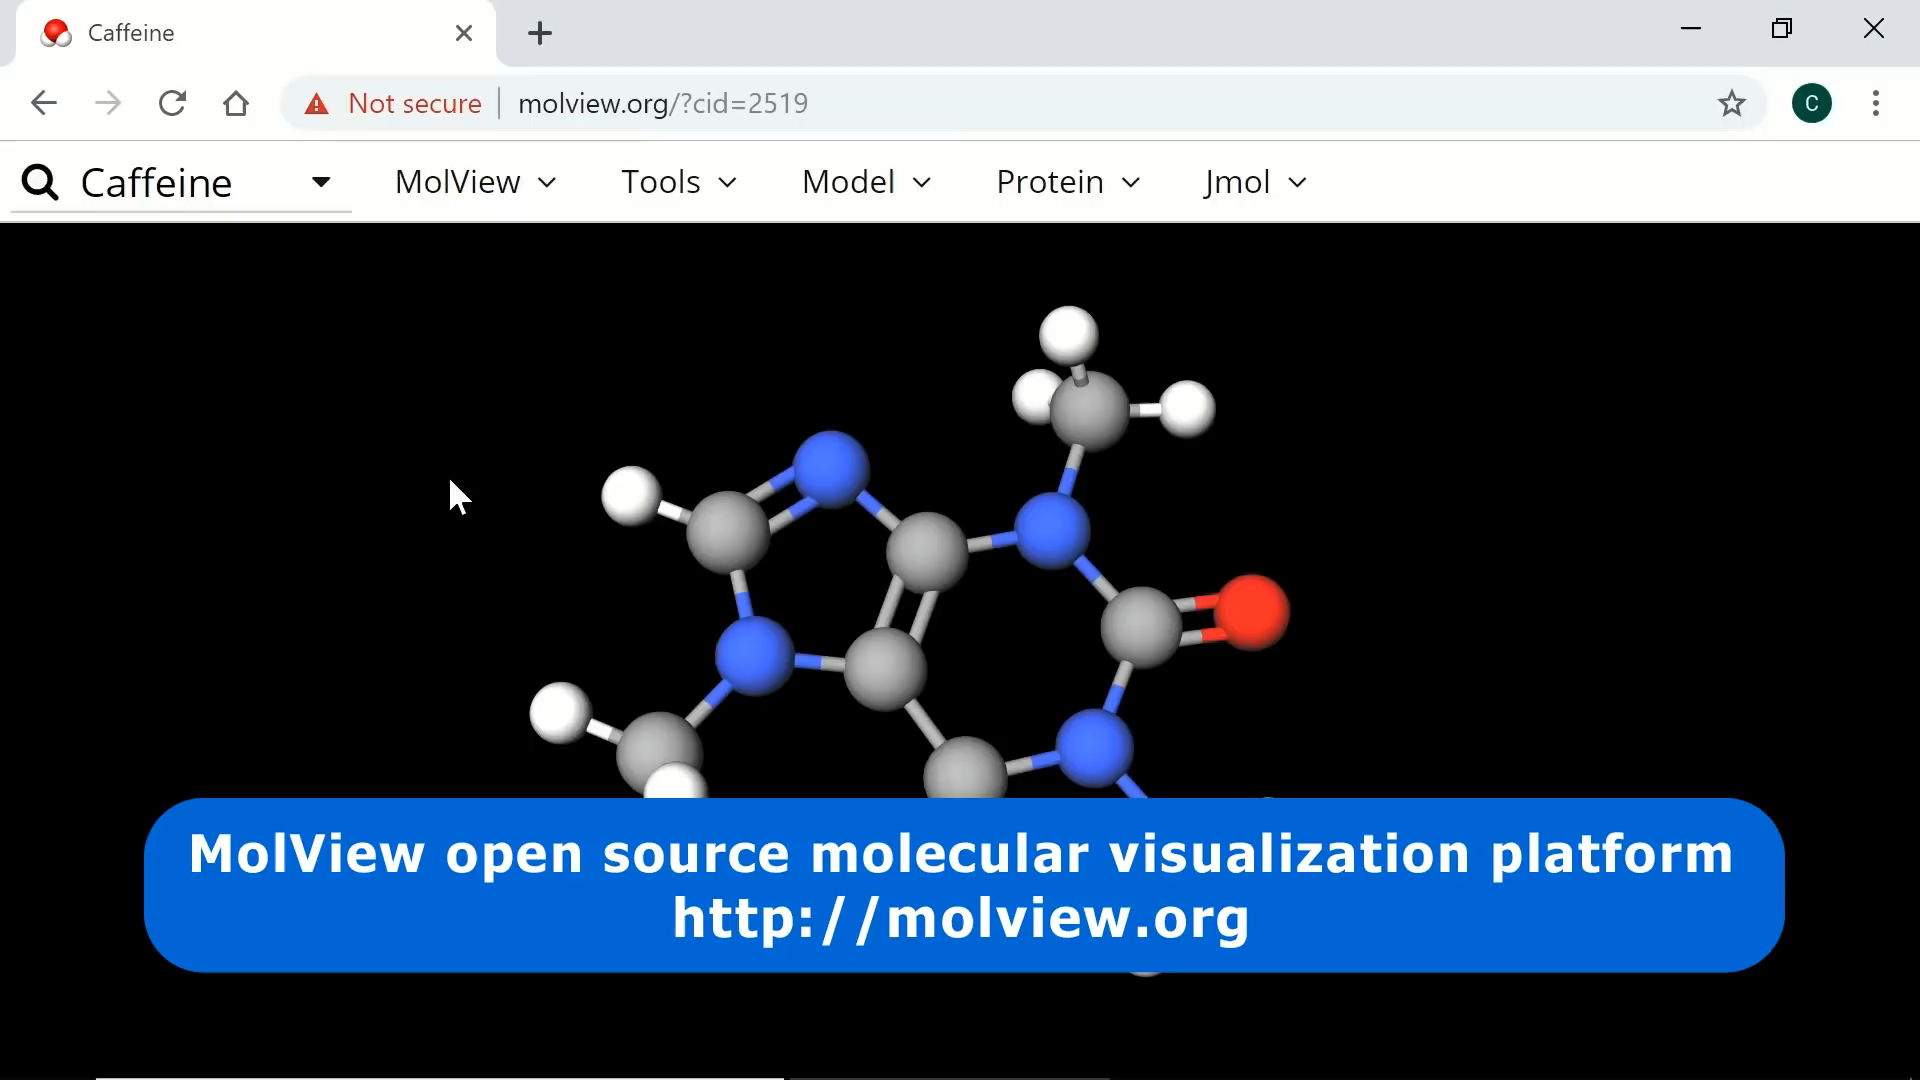 Caffeine
Not secure molview.org/?cid=2519 C
Caffeine MolView Tools Model Protein Jmol
MolView open source molecular visualization platform
http://molview.org